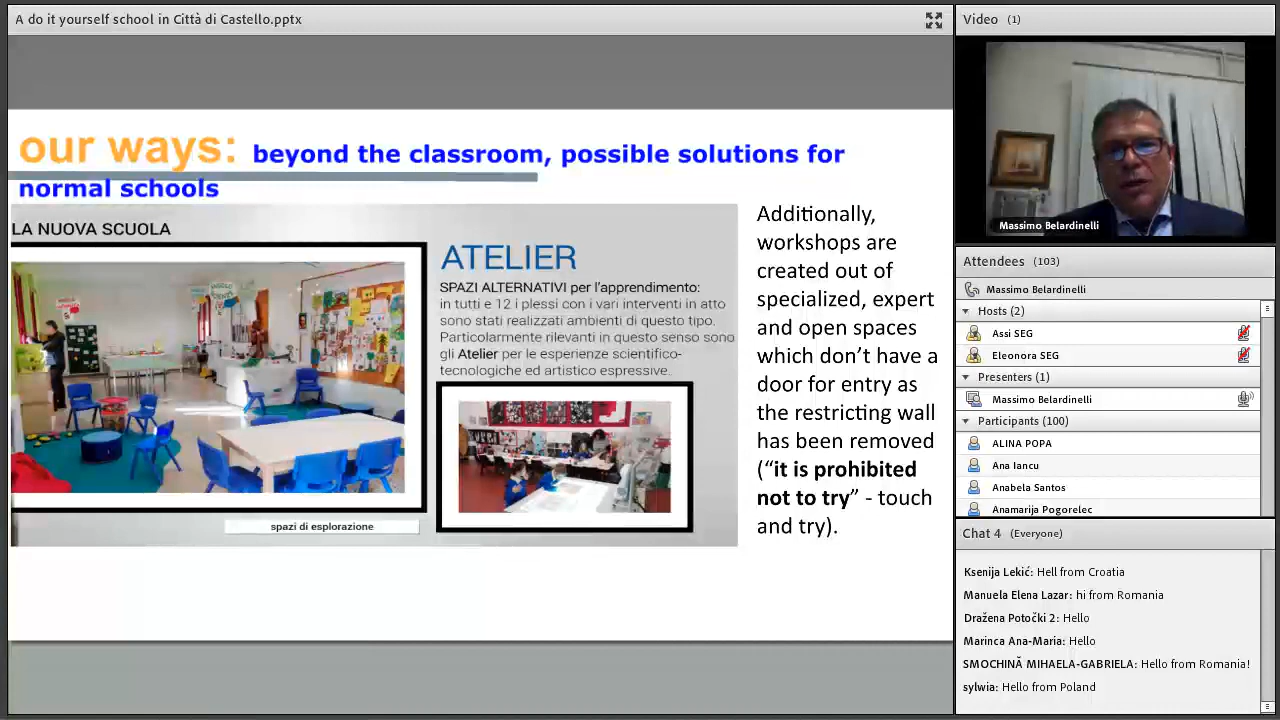 A do it yourself school in Città di Castello.pptx
our ways: beyond the classroom, possible solutions for
normal schools
LA NUOVA SCUOLA
spazi di esplorazione
ATELIER
SPAZI ALTERNATIVI per l'apprendimento:
in tutti e 12 i plessi con i vari interventi in atto
sono stati realizzati ambienti di questo tipo.
Particolarmente rilevanti in questo senso sono
gli Atelier per le esperienze scientifico-
tecnologiche ed artistico espressive.
Additionally,
workshops are
created out of
specialized, expert
and open spaces
which don't have a
door for entry as
the restricting wall
has been removed
(“it is prohibited
not to try” - touch
and try).
Video (1)
Massimo Belardinelli
Attendees (103)
Massimo Belardinelli
Hosts (2)
Assi SEG
Eleonora SEG
Presenters (1)
Massimo Belardinelli
Participants (100)
ALINA POPA
Ana Iancu
Anabela Santos
Anamarija Pogorelec
Chat 4 (Everyone)
Ksenija Lekić: Hell from Croatia
Manuela Elena Lazar: hi from Romania
Dražena Potočki 2: Hello
Marinca Ana-Maria: Hello
SMOCHINĂ MIHAELA-GABRIELA: Hello from Romania!
sylwia: Hello from Poland